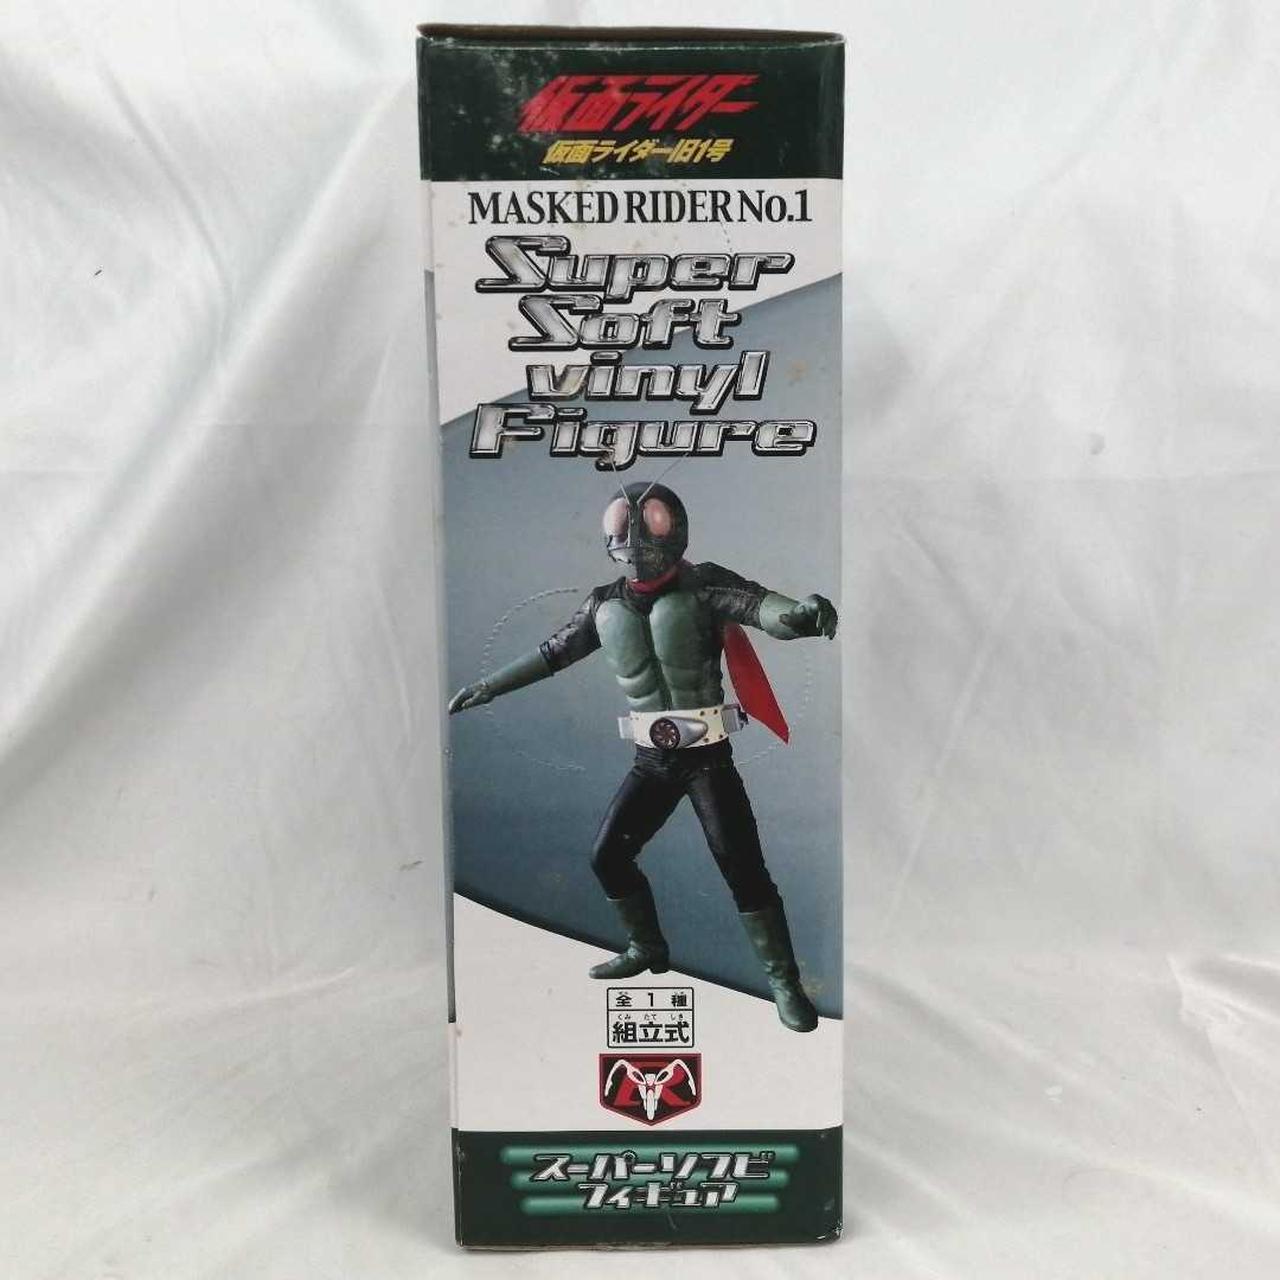 仮面ライダー
仮面ライダー旧1号
MASKED RIDER No.1
Super
Soft
vinyl
Figure
全1種
くみ たて しき
組立式
スーパーソフビ
フィギュア